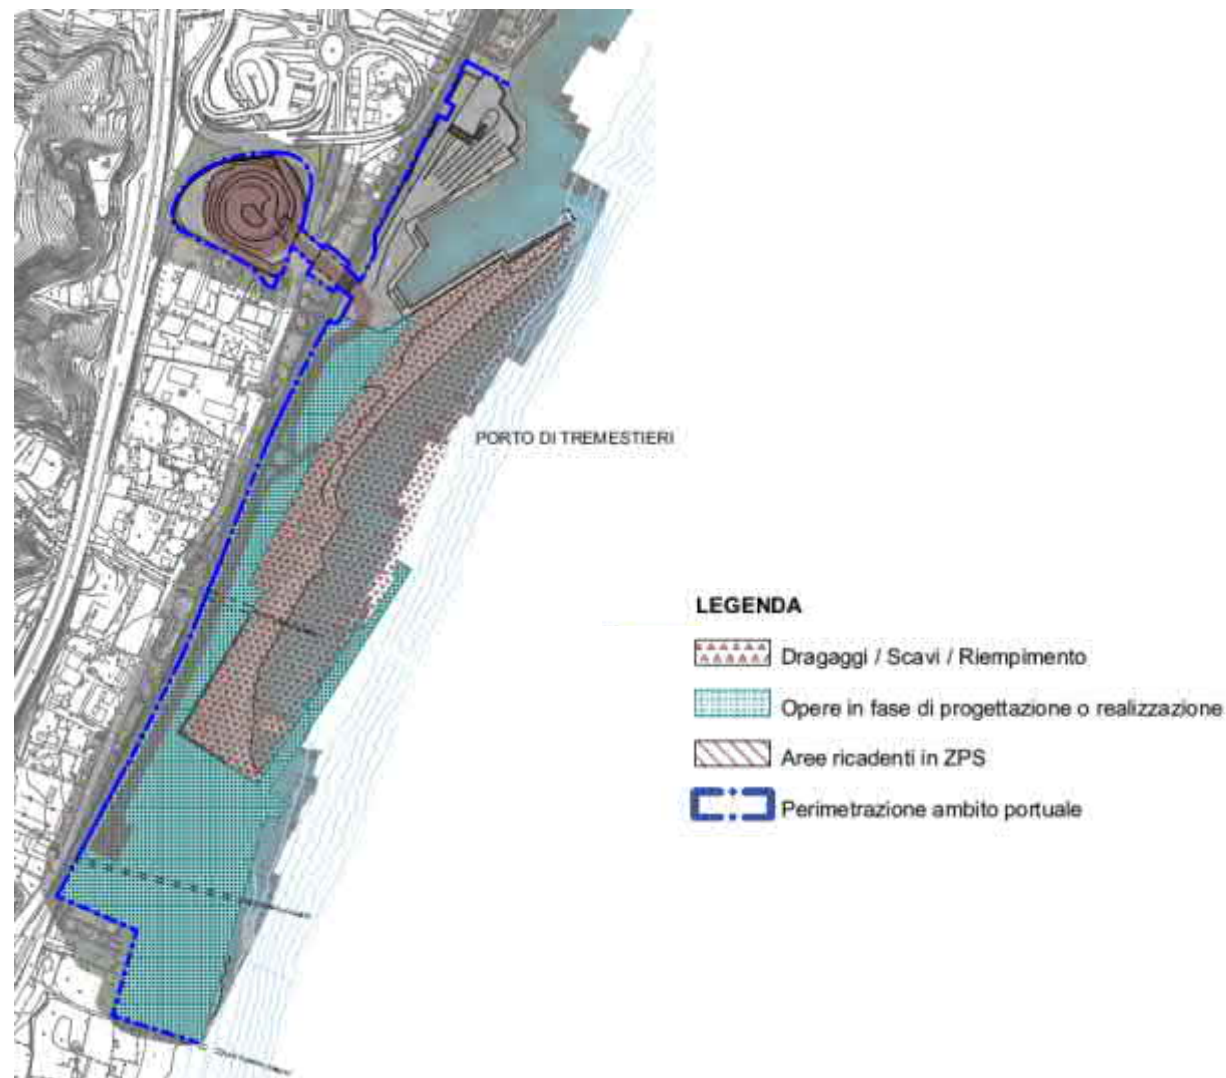 PORTO DI TREMESTIERI
LEGENDA
Dragaggi / Scavi / Riempimento
Opere in fase di progettazione o realizzazione
Aree ricadenti in ZPS
Perimetrazione ambito portuale